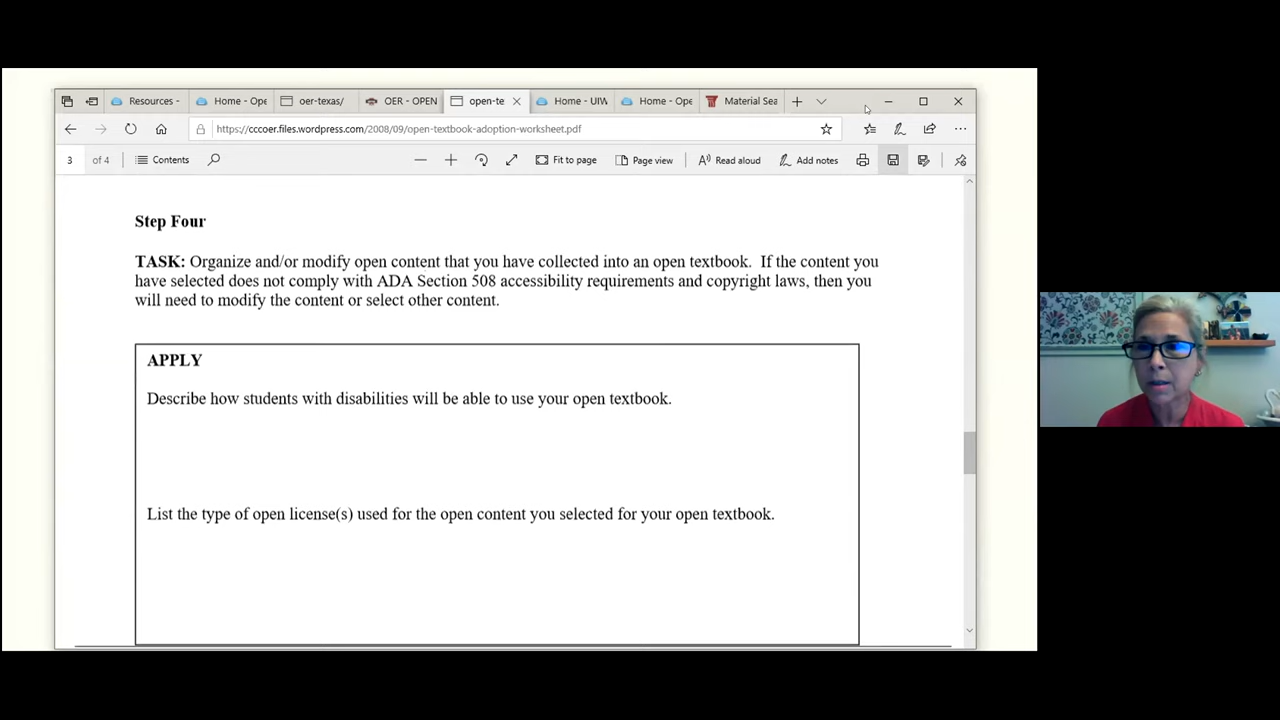 Resources -
Home - Ope
oer-texas/
OER - OPEN
open-te
Home - UIW
Home - Ope
Material Sea
https://cccoer.files.wordpress.com/2008/09/open-textbook-adoption-worksheet.pdf
3 of 4
Contents
Fit to page
Page view
Read aloud
Add notes
Step Four
TASK: Organize and/or modify open content that you have collected into an open textbook. If the content you
have selected does not comply with ADA Section 508 accessibility requirements and copyright laws, then you
will need to modify the content or select other content.
APPLY
Describe how students with disabilities will be able to use your open textbook.
List the type of open license(s) used for the open content you selected for your open textbook.